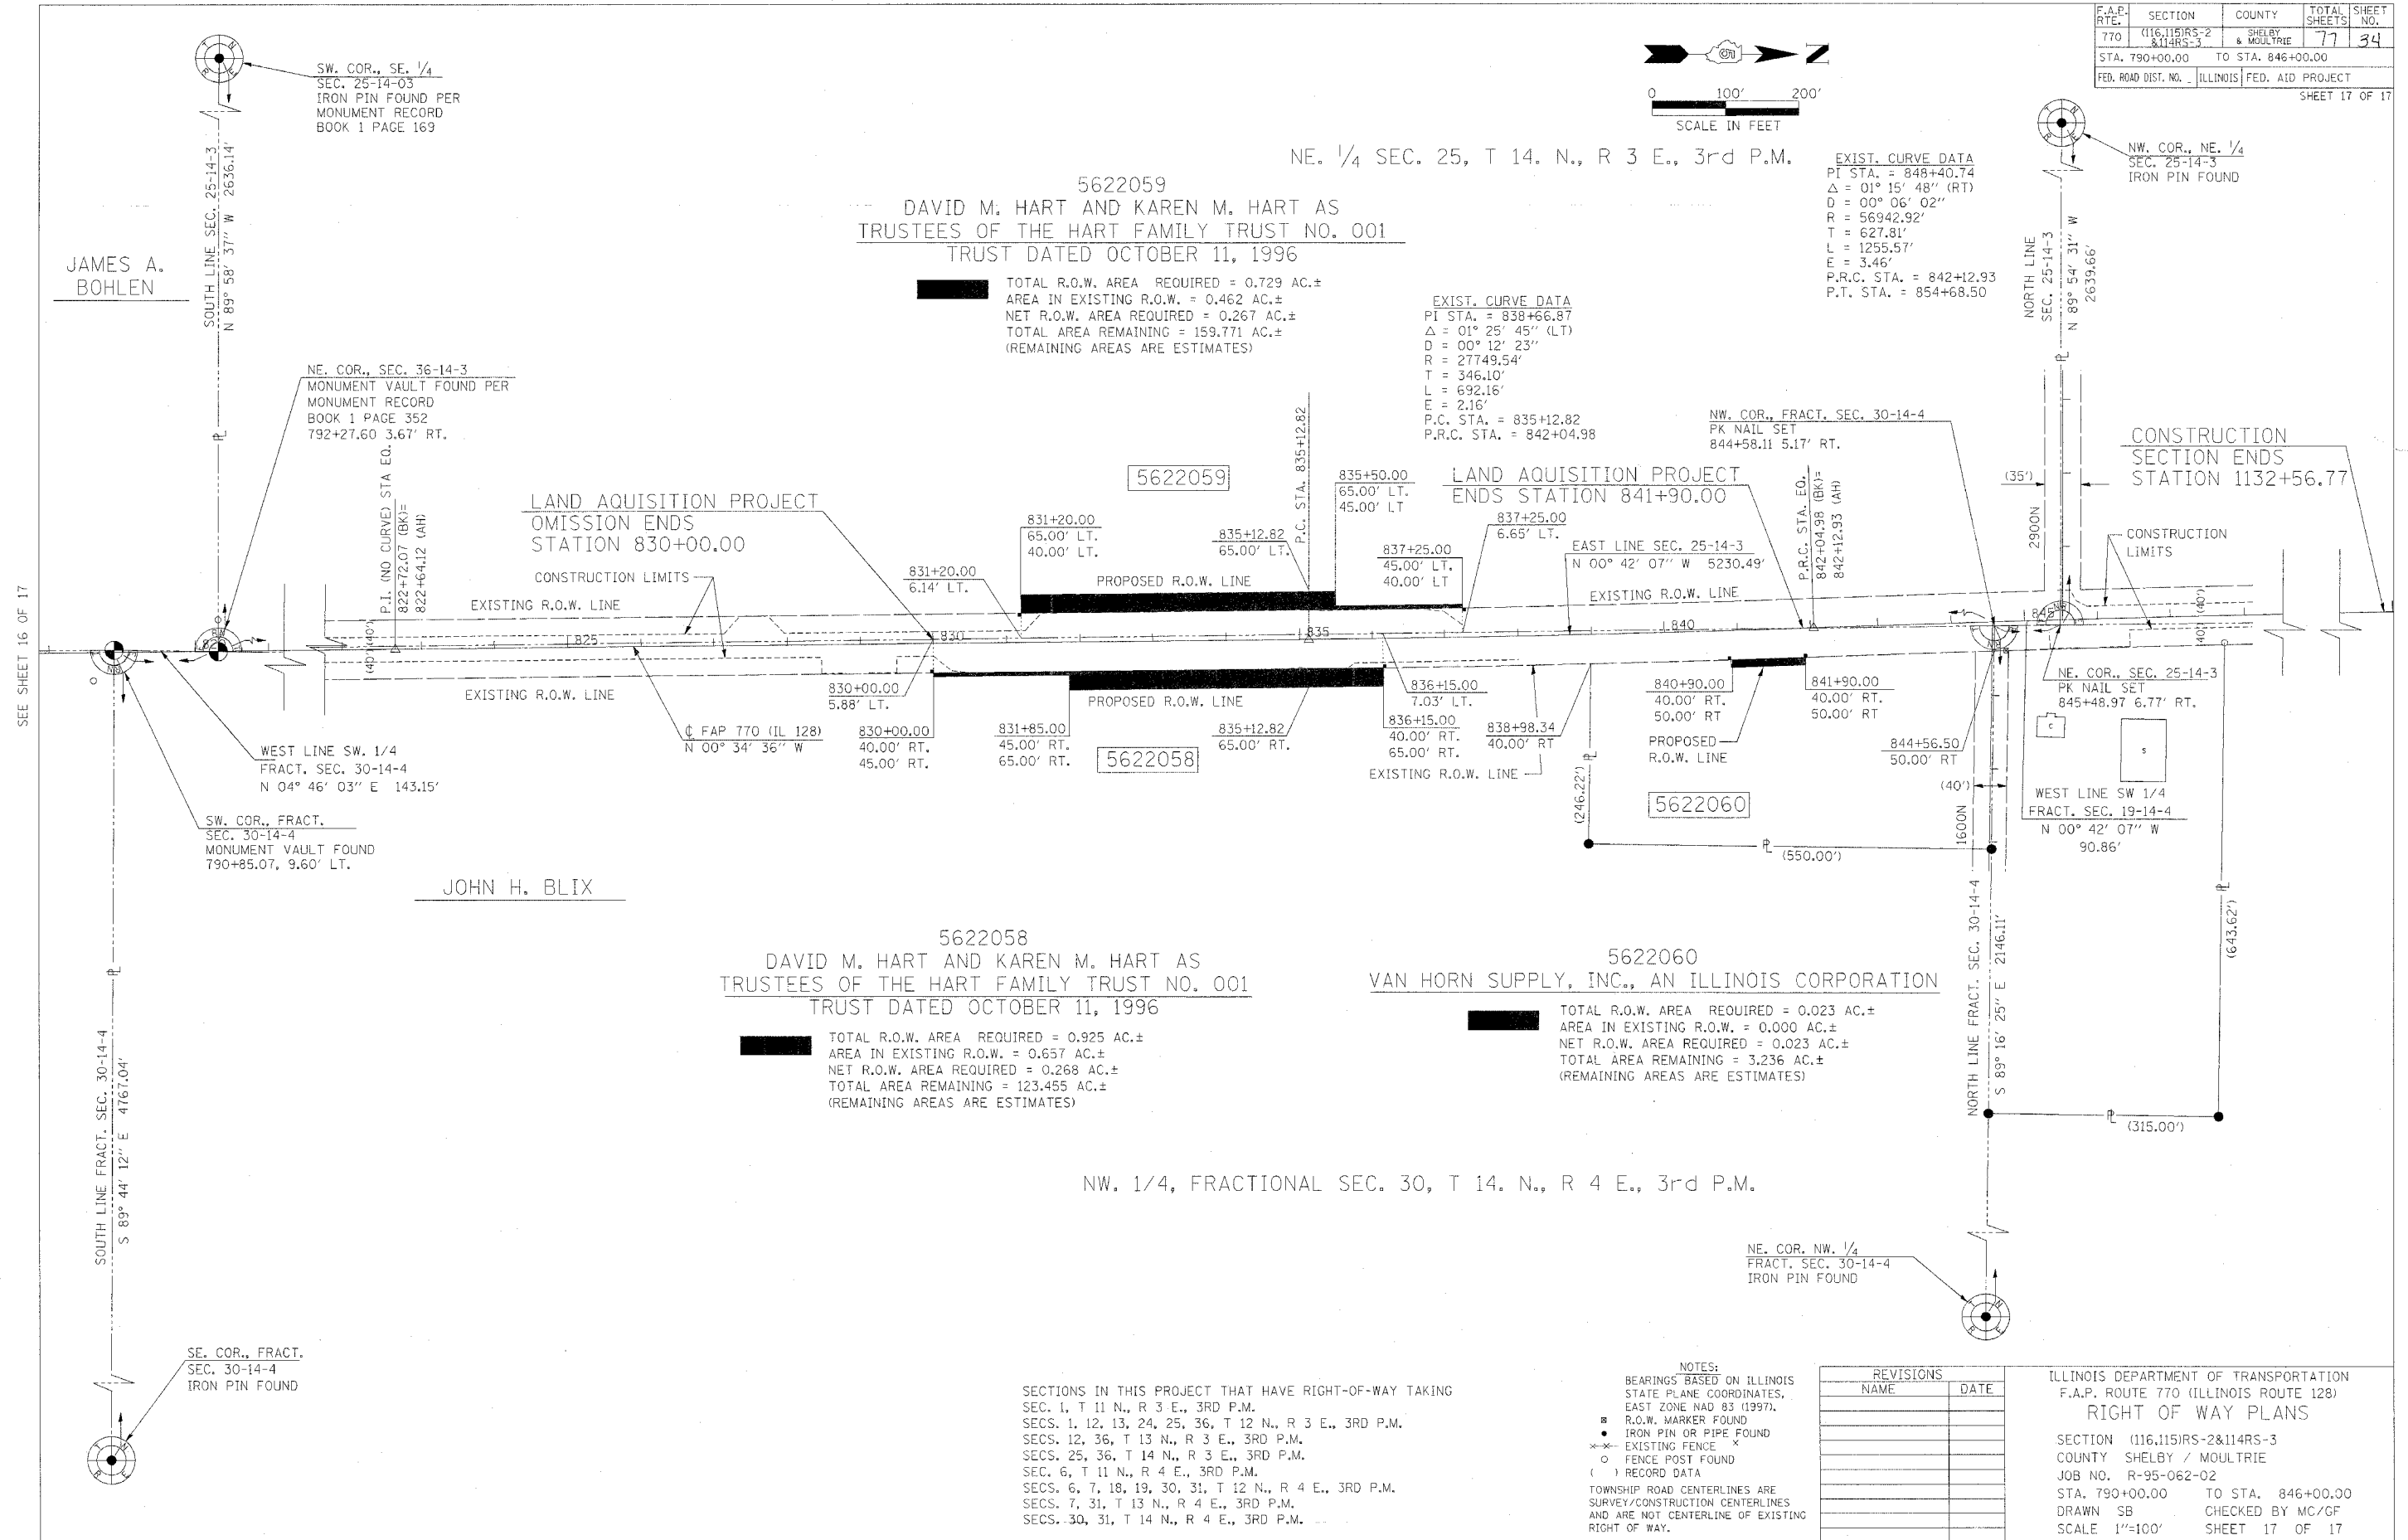 F.A.P. RTE. SECTION COUNTY TOTAL SHEETS SHEET NO.
770 (116,115)RS-2 &114RS-3 SHELBY & MOULTRIE 77 34
STA. 790+00.00 TO STA. 846+00.00
FED. ROAD DIST. NO. _ ILLINOIS FED. AID PROJECT
SHEET 17 OF 17
SW. COR., SE. 1/4
SEC. 25-14-03
IRON PIN FOUND PER
MONUMENT RECORD
BOOK 1 PAGE 169
N
0 100' 200'
SCALE IN FEET
NE. 1/4 SEC. 25, T 14. N., R 3 E., 3rd P.M.
NW. COR., NE. 1/4
SEC. 25-14-3
IRON PIN FOUND
EXIST. CURVE DATA
PI STA. = 848+40.74
△ = 01° 15' 48" (RT)
D = 00° 06' 02"
R = 56942.92'
T = 627.81'
L = 1255.57'
E = 3.46'
P.R.C. STA. = 842+12.93
P.T. STA. = 854+68.50
5622059
DAVID M. HART AND KAREN M. HART AS
TRUSTEES OF THE HART FAMILY TRUST NO. 001
TRUST DATED OCTOBER 11, 1996
TOTAL R.O.W. AREA REQUIRED = 0.729 AC.±
AREA IN EXISTING R.O.W. = 0.462 AC.±
NET R.O.W. AREA REQUIRED = 0.267 AC.±
TOTAL AREA REMAINING = 159.771 AC.±
(REMAINING AREAS ARE ESTIMATES)
JAMES A.
BOHLEN
SOUTH LINE SEC. 25-14-3
N 89° 58' 37" W 2636.14'
NORTH LINE
SEC. 25-14-3
N 89° 54' 31" W
2639.66'
EXIST. CURVE DATA
PI STA. = 838+66.87
△ = 01° 25' 45" (LT)
D = 00° 12' 23"
R = 27749.54'
T = 346.10'
L = 692.16'
E = 2.16'
P.C. STA. = 835+12.82
P.R.C. STA. = 842+04.98
NE. COR., SEC. 36-14-3
MONUMENT VAULT FOUND PER
MONUMENT RECORD
BOOK 1 PAGE 352
792+27.60 3.67' RT.
NW. COR., FRACT. SEC. 30-14-4
PK NAIL SET
844+58.11 5.17' RT.
CONSTRUCTION
SECTION ENDS
STATION 1132+56.77
P.I. (NO CURVE) STA EQ.
822+72.07 (BK)=
822+64.12 (AH)
LAND AQUISITION PROJECT
OMISSION ENDS
STATION 830+00.00
5622059
P.C. STA. 835+12.82
835+50.00
65.00' LT.
45.00' LT.
LAND AQUISITION PROJECT
ENDS STATION 841+90.00
P.R.C. STA. EQ.
842+04.98 (BK)=
842+12.93 (AH)
(35')
2900N
CONSTRUCTION
LIMITS
831+20.00
65.00' LT.
40.00' LT.
835+12.82
65.00' LT.
837+25.00
6.65' LT.
837+25.00
45.00' LT.
40.00' LT
EAST LINE SEC. 25-14-3
N 00° 42' 07" W 5230.49'
831+20.00
6.14' LT.
CONSTRUCTION LIMITS
PROPOSED R.O.W. LINE
EXISTING R.O.W. LINE
EXISTING R.O.W. LINE
SEE SHEET 16 OF 17
825
830
835
840
845
(40')
(40')
(40')
(40')
EXISTING R.O.W. LINE
℄ FAP 770 (IL 128)
N 00° 34' 36" W
830+00.00
5.88' LT.
830+00.00
40.00' RT.
45.00' RT.
831+85.00
45.00' RT.
65.00' RT.
PROPOSED R.O.W. LINE
835+12.82
65.00' RT.
5622058
836+15.00
7.03' LT.
836+15.00
40.00' RT.
65.00' RT.
838+98.34
40.00' RT
EXISTING R.O.W. LINE
840+90.00
40.00' RT.
50.00' RT
PROPOSED
R.O.W. LINE
841+90.00
40.00' RT.
50.00' RT
844+56.50
50.00' RT
NE. COR., SEC. 25-14-3
PK NAIL SET
845+48.97 6.77' RT.
C
S
WEST LINE SW. 1/4
FRACT. SEC. 30-14-4
N 04° 46' 03" E 143.15'
SW. COR., FRACT.
SEC. 30-14-4
MONUMENT VAULT FOUND
790+85.07, 9.60' LT.
(246.22')
5622060
(550.00')
(40')
1600N
WEST LINE SW 1/4
FRACT. SEC. 19-14-4
N 00° 42' 07" W
90.86'
JOHN H. BLIX
(643.62')
5622058
DAVID M. HART AND KAREN M. HART AS
TRUSTEES OF THE HART FAMILY TRUST NO. 001
TRUST DATED OCTOBER 11, 1996
TOTAL R.O.W. AREA REQUIRED = 0.925 AC.±
AREA IN EXISTING R.O.W. = 0.657 AC.±
NET R.O.W. AREA REQUIRED = 0.268 AC.±
TOTAL AREA REMAINING = 123.455 AC.±
(REMAINING AREAS ARE ESTIMATES)
5622060
VAN HORN SUPPLY, INC., AN ILLINOIS CORPORATION
TOTAL R.O.W. AREA REQUIRED = 0.023 AC.±
AREA IN EXISTING R.O.W. = 0.000 AC.±
NET R.O.W. AREA REQUIRED = 0.023 AC.±
TOTAL AREA REMAINING = 3.236 AC.±
(REMAINING AREAS ARE ESTIMATES)
SOUTH LINE FRACT. SEC. 30-14-4
S 89° 44' 12" E 4767.04'
NORTH LINE FRACT. SEC. 30-14-4
S 89° 16' 25" E 2146.11'
(315.00')
NW. 1/4, FRACTIONAL SEC. 30, T 14. N., R 4 E., 3rd P.M.
NE. COR. NW. 1/4
FRACT. SEC. 30-14-4
IRON PIN FOUND
SE. COR., FRACT.
SEC. 30-14-4
IRON PIN FOUND
SECTIONS IN THIS PROJECT THAT HAVE RIGHT-OF-WAY TAKING
SEC. 1, T 11 N., R 3 E., 3RD P.M.
SECS. 1, 12, 13, 24, 25, 36, T 12 N., R 3 E., 3RD P.M.
SECS. 12, 36, T 13 N., R 3 E., 3RD P.M.
SECS. 25, 36, T 14 N., R 3 E., 3RD P.M.
SEC. 6, T 11 N., R 4 E., 3RD P.M.
SECS. 6, 7, 18, 19, 30, 31, T 12 N., R 4 E., 3RD P.M.
SECS. 7, 31, T 13 N., R 4 E., 3RD P.M.
SECS. 30, 31, T 14 N., R 4 E., 3RD P.M.
NOTES:
BEARINGS BASED ON ILLINOIS
STATE PLANE COORDINATES,
EAST ZONE NAD 83 (1997).
R.O.W. MARKER FOUND
IRON PIN OR PIPE FOUND
EXISTING FENCE
FENCE POST FOUND
( ) RECORD DATA
TOWNSHIP ROAD CENTERLINES ARE
SURVEY/CONSTRUCTION CENTERLINES
AND ARE NOT CENTERLINE OF EXISTING
RIGHT OF WAY.
REVISIONS
NAME DATE
ILLINOIS DEPARTMENT OF TRANSPORTATION
F.A.P. ROUTE 770 (ILLINOIS ROUTE 128)
RIGHT OF WAY PLANS
SECTION (116,115)RS-2&114RS-3
COUNTY SHELBY / MOULTRIE
JOB NO. R-95-062-02
STA. 790+00.00 TO STA. 846+00.00
DRAWN SB CHECKED BY MC/GF
SCALE 1"=100' SHEET 17 OF 17